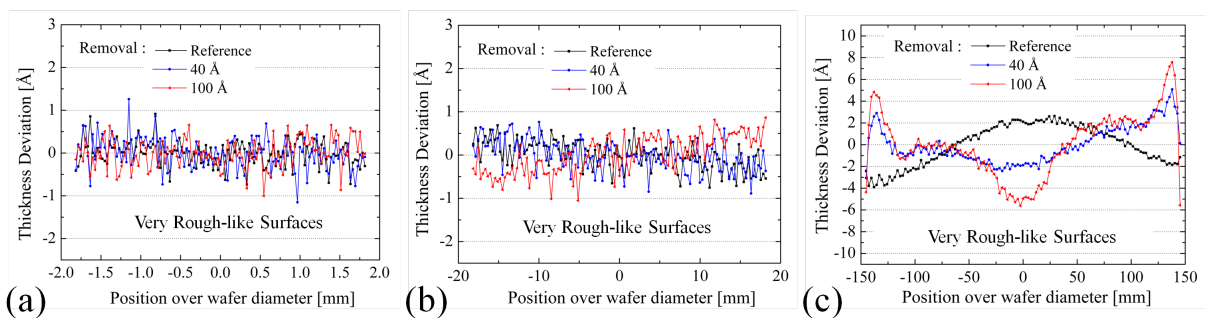 3
2
1
0
-1
-2
Thickness Deviation [Å]
Removal :
Reference
40 Å
100 Å
Very Rough-like Surfaces
-2.0 -1.5 -1.0 -0.5 0.0 0.5 1.0 1.5 2.0
Position over wafer diameter [mm]
(a)
3
2
1
0
-1
-2
Thickness Deviation [Å]
Removal :
Reference
40 Å
100 Å
Very Rough-like Surfaces
-20 -10 0 10 20
Position over wafer diameter [mm]
(b)
10
8
6
4
2
0
-2
-4
-6
-8
-10
Thickness Deviation [Å]
Removal :
Reference
40 Å
100 Å
Very Rough-like Surfaces
-150 -100 -50 0 50 100 150
Position over wafer diameter [mm]
(c)